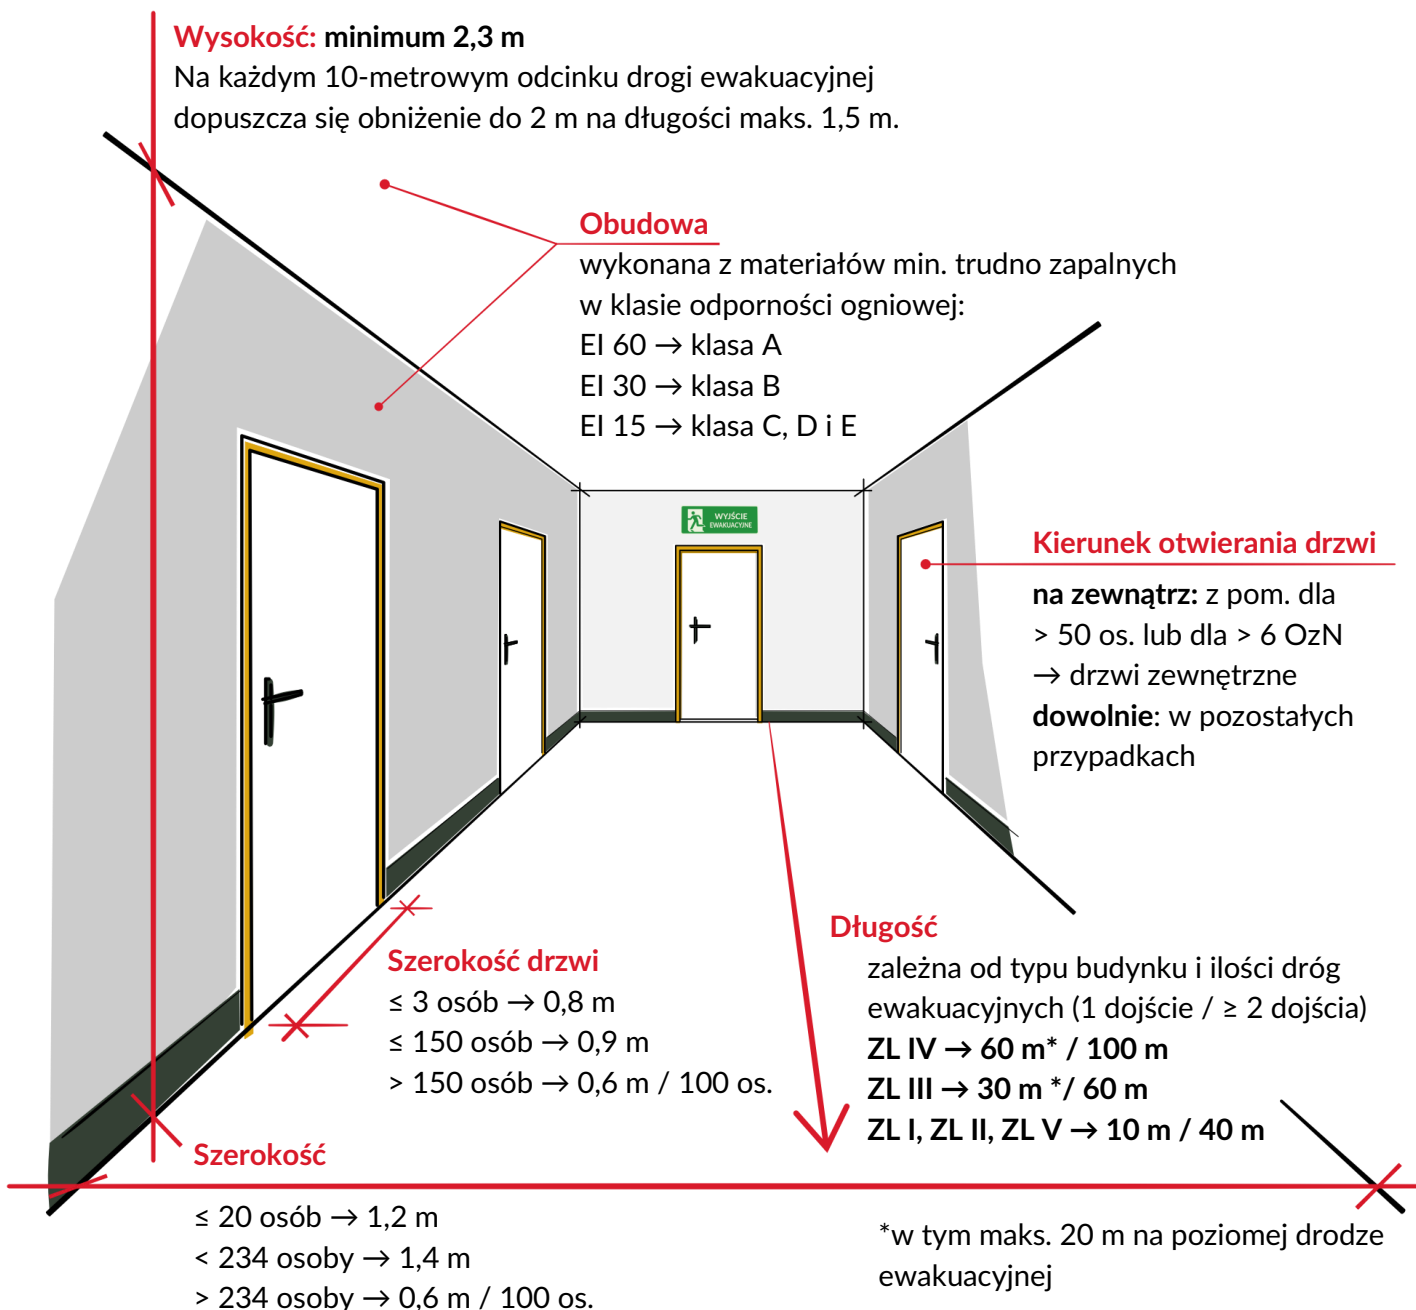 Wysokość: minimum 2,3 m
Na każdym 10-metrowym odcinku drogi ewakuacyjnej
dopuszcza się obniżenie do 2 m na długości maks. 1,5 m.
Obudowa
wykonana z materiałów min. trudno zapalnych
w klasie odporności ogniowej:
EI 60 → klasa A
EI 30 → klasa B
EI 15 → klasa C, D i E
WYJŚCIE
EWAKUACYJNE
Kierunek otwierania drzwi
na zewnątrz: z pom. dla
> 50 os. lub dla > 6 OzN
→ drzwi zewnętrzne
dowolnie: w pozostałych
przypadkach
Szerokość drzwi
≤ 3 osób → 0,8 m
≤ 150 osób → 0,9 m
> 150 osób → 0,6 m / 100 os.
Długość
zależna od typu budynku i ilości dróg
ewakuacyjnych (1 dojście / ≥ 2 dojścia)
ZL IV → 60 m* / 100 m
ZL III → 30 m */ 60 m
ZL I, ZL II, ZL V → 10 m / 40 m
Szerokość
≤ 20 osób → 1,2 m
< 234 osoby → 1,4 m
> 234 osoby → 0,6 m / 100 os.
*w tym maks. 20 m na poziomej drodze
ewakuacyjnej